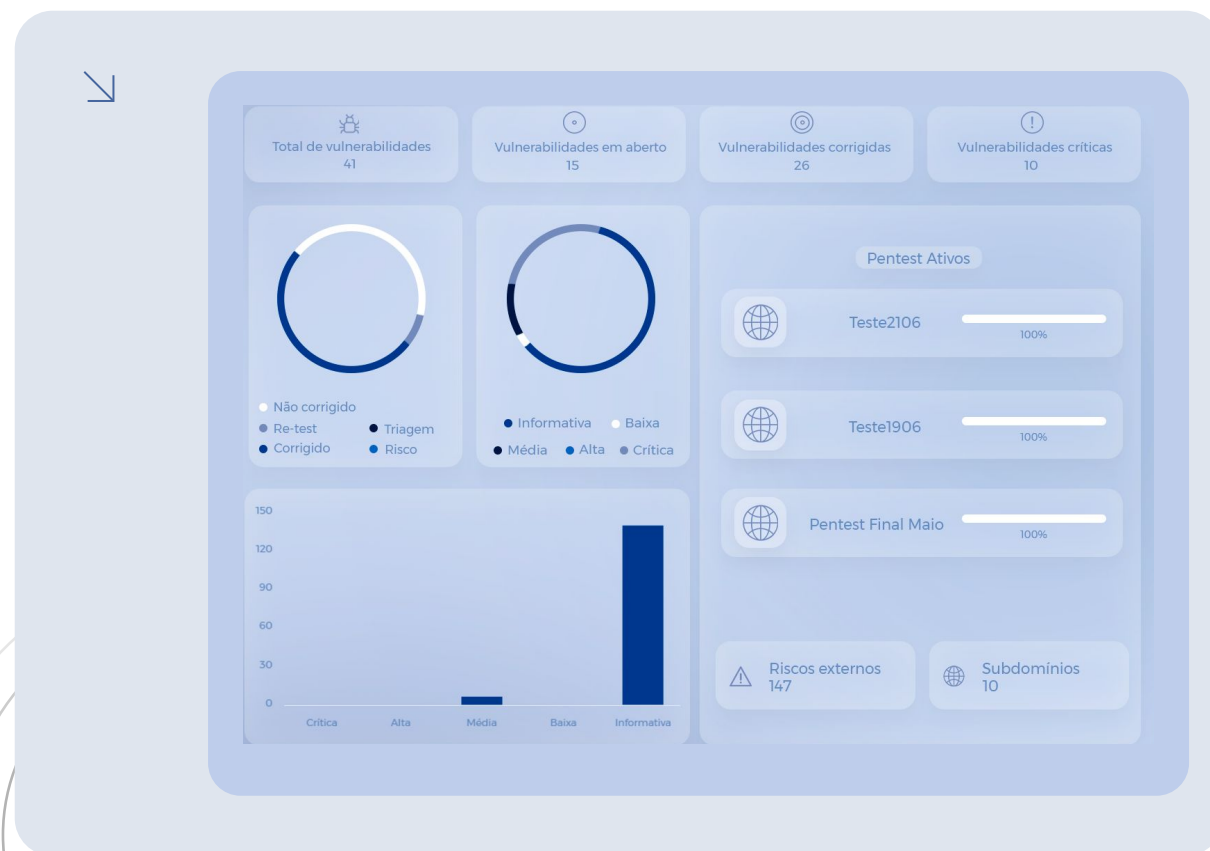 Total de vulnerabilidades
41
Vulnerabilidades em aberto
15
Vulnerabilidades corrigidas
26
Vulnerabilidades críticas
10
Não corrigido
Re-test
Triagem
Corrigido
Risco
Informativa
Baixa
Média
Alta
Crítica
Pentest Ativos
Teste2106
100%
Teste1906
100%
Pentest Final Maio
100%
150
120
90
60
30
0
Crítica
Alta
Média
Baixa
Informativa
Riscos externos
147
Subdomínios
10